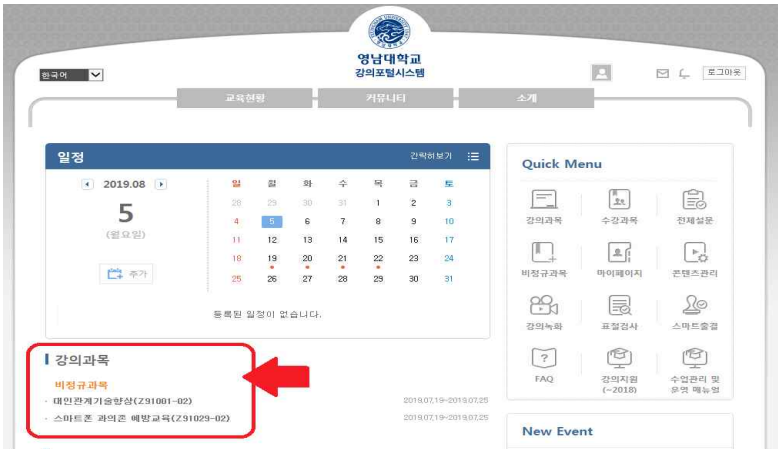 영남대학교
강의포털시스템
한국어
로그아웃
교육현황 커뮤니티 소개
일정 간략히보기
2019.08
5
(월요일)
추가
일 월 화 수 목 금 토
28 29 30 31 1 2 3
4 5 6 7 8 9 10
11 12 13 14 15 16 17
18 19 20 21 22 23 24
25 26 27 28 29 30 31
등록된 일정이 없습니다.
강의과목
비정규과목
· 대인관계기술향상(Z91001-02) 2019.07.19~2019.07.25
· 스마트폰 과의존 예방교육(Z91029-02) 2019.07.19~2019.07.25
Quick Menu
강의과목 수강과목 전체설문
비정규과목 마이페이지 콘텐츠관리
강의녹화 표절검사 스마트출결
FAQ 강의지원 수업관리 및
(~2018) 운영 매뉴얼
New Event